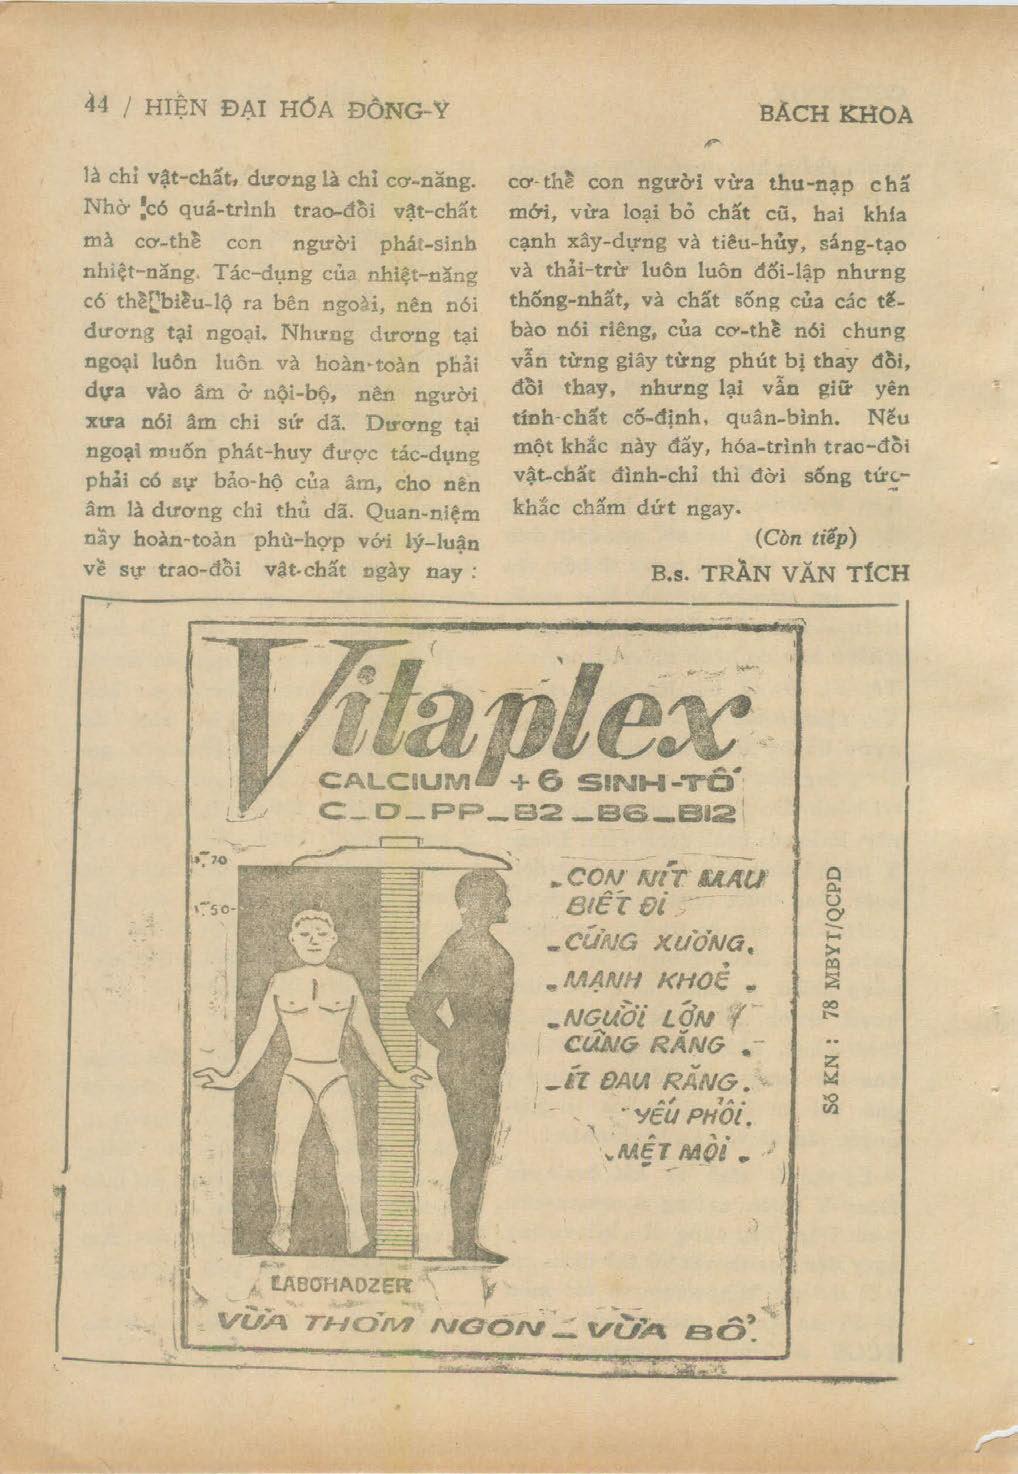 44 / HIỆN ĐẠI HÓA ĐÔNG-Y
BÁCH KHOA
là chỉ vật-chất, dương là chỉ cơ-năng.
Nhờ có quá-trình trao-đổi vật-chất
mà cơ-thể con người phát-sinh
nhiệt-năng. Tác-dụng của nhiệt-năng
có thể biểu-lộ ra bên ngoài, nên nói
dương tại ngoại. Nhưng dương tại
ngoại luôn luôn và hoàn-toàn phải
dựa vào âm ở nội-bộ, nên người
xưa nói âm chi sứ dã. Dương tại
ngoại muốn phát-huy được tác-dụng
phải có sự bảo-hộ của âm, cho nên
âm là dương chi thủ dã. Quan-niệm
nầy hoàn-toàn phù-hợp với lý-luận
về sự trao-đổi vật-chất ngày nay :
cơ-thể con người vừa thu-nạp chấ
mới, vừa loại bỏ chất cũ, hai khía
cạnh xây-dựng và tiêu-hủy, sáng-tạo
và thải-trừ luôn luôn đối-lập nhưng
thống-nhất, và chất sống của các tế-
bào nói riêng, của cơ-thể nói chung
vẫn từng giây từng phút bị thay đổi,
đổi thay, nhưng lại vẫn giữ yên
tính-chất cố-định, quân-bình. Nếu
một khắc này đấy, hóa-trình trao-đổi
vật-chất đình-chỉ thì đời sống tức-
khắc chấm dứt ngay.
(Còn tiếp)
B.s. TRẦN VĂN TÍCH
Vitaplex
CALCIUM + 6 SINH-TỐ
C_D_PP_B2_B6_B12
1m70
1m50-
- CON NÍT MAU
BIẾT ĐI
- CỨNG XƯƠNG.
- MẠNH KHOẺ .
- NGƯỜI LỚN
CỨNG RĂNG .
- ÍT ĐAU RĂNG.
YẾU PHỔI.
MỆT MỎI .
Số KN : 78 MBYT/QCPD
LABOHADZER
VỪA THƠM NGON _ VỪA BỔ.